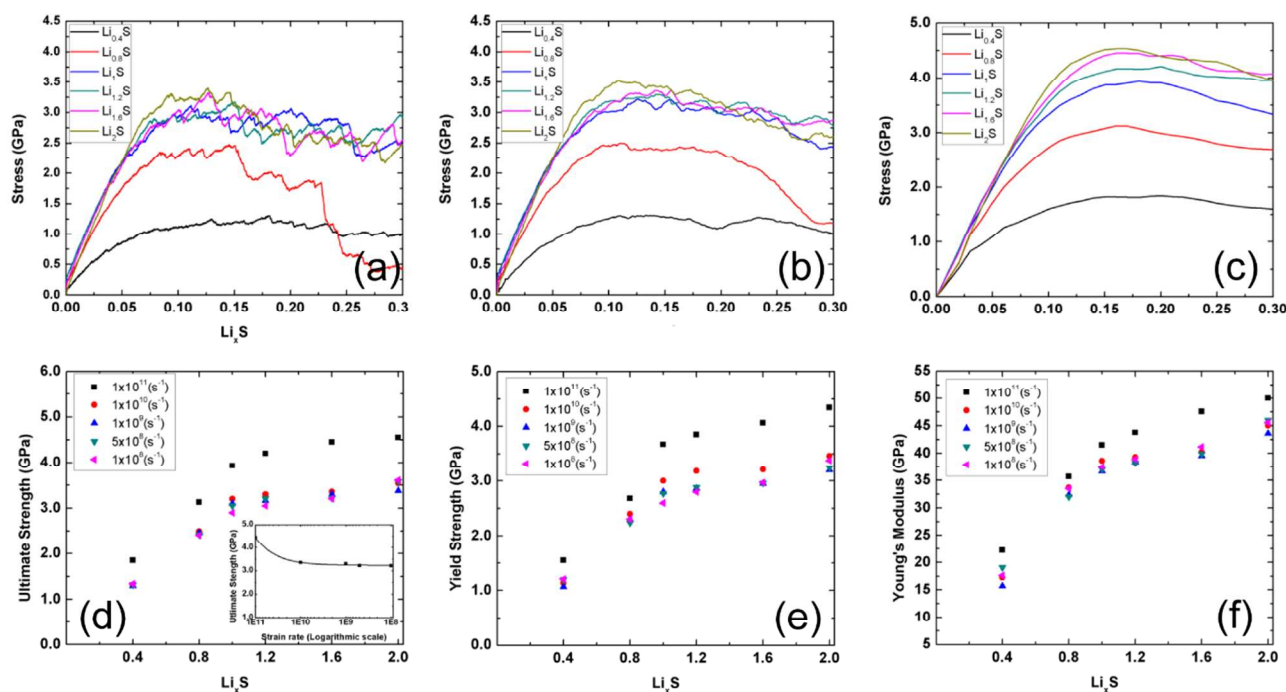 4.5
4.0
3.5
3.0
2.5
2.0
1.5
1.0
0.5
0.0
Stress (GPa)
Li0.4S
Li0.8S
Li1S
Li1.2S
Li1.6S
Li2S
(a)
0.00 0.05 0.10 0.15 0.20 0.25 0.3
LixS
4.5
4.0
3.5
3.0
2.5
2.0
1.5
1.0
0.5
0.0
Stress (GPa)
Li0.4S
Li0.8S
Li1S
Li1.2S
Li1.6S
Li2S
(b)
0.00 0.05 0.10 0.15 0.20 0.25 0.30
5.0
4.0
3.0
2.0
1.0
0.0
Stress (GPa)
Li0.4S
Li0.8S
Li1S
Li1.2S
Li1.6S
Li2S
(c)
0.00 0.05 0.10 0.15 0.20 0.25 0.30
6.0
5.0
4.0
3.0
2.0
1.0
0.0
Ultimate Strength (GPa)
1x10^11(s^-1)
1x10^10(s^-1)
1x10^9(s^-1)
5x10^8(s^-1)
1x10^8(s^-1)
5.0
4.0
3.0
2.0
1.0
Utlimate Stength (GPa)
1E11 1E10 1E9 1E8
Strain rate (Logarithmic scale)
(d)
0.4 0.8 1.2 1.6 2.0
LixS
5.0
4.0
3.0
2.0
1.0
0.0
Yield Strength (GPa)
1x10^11(s^-1)
1x10^10(s^-1)
1x10^9(s^-1)
5x10^8(s^-1)
1x10^8(s^-1)
(e)
0.4 0.8 1.2 1.6 2.0
LixS
55
50
45
40
35
30
25
20
15
10
5
Young's Modulus (GPa)
1x10^11(s^-1)
1x10^10(s^-1)
1x10^9(s^-1)
5x10^8(s^-1)
1x10^8(s^-1)
(f)
0.4 0.8 1.2 1.6 2.0
LixS